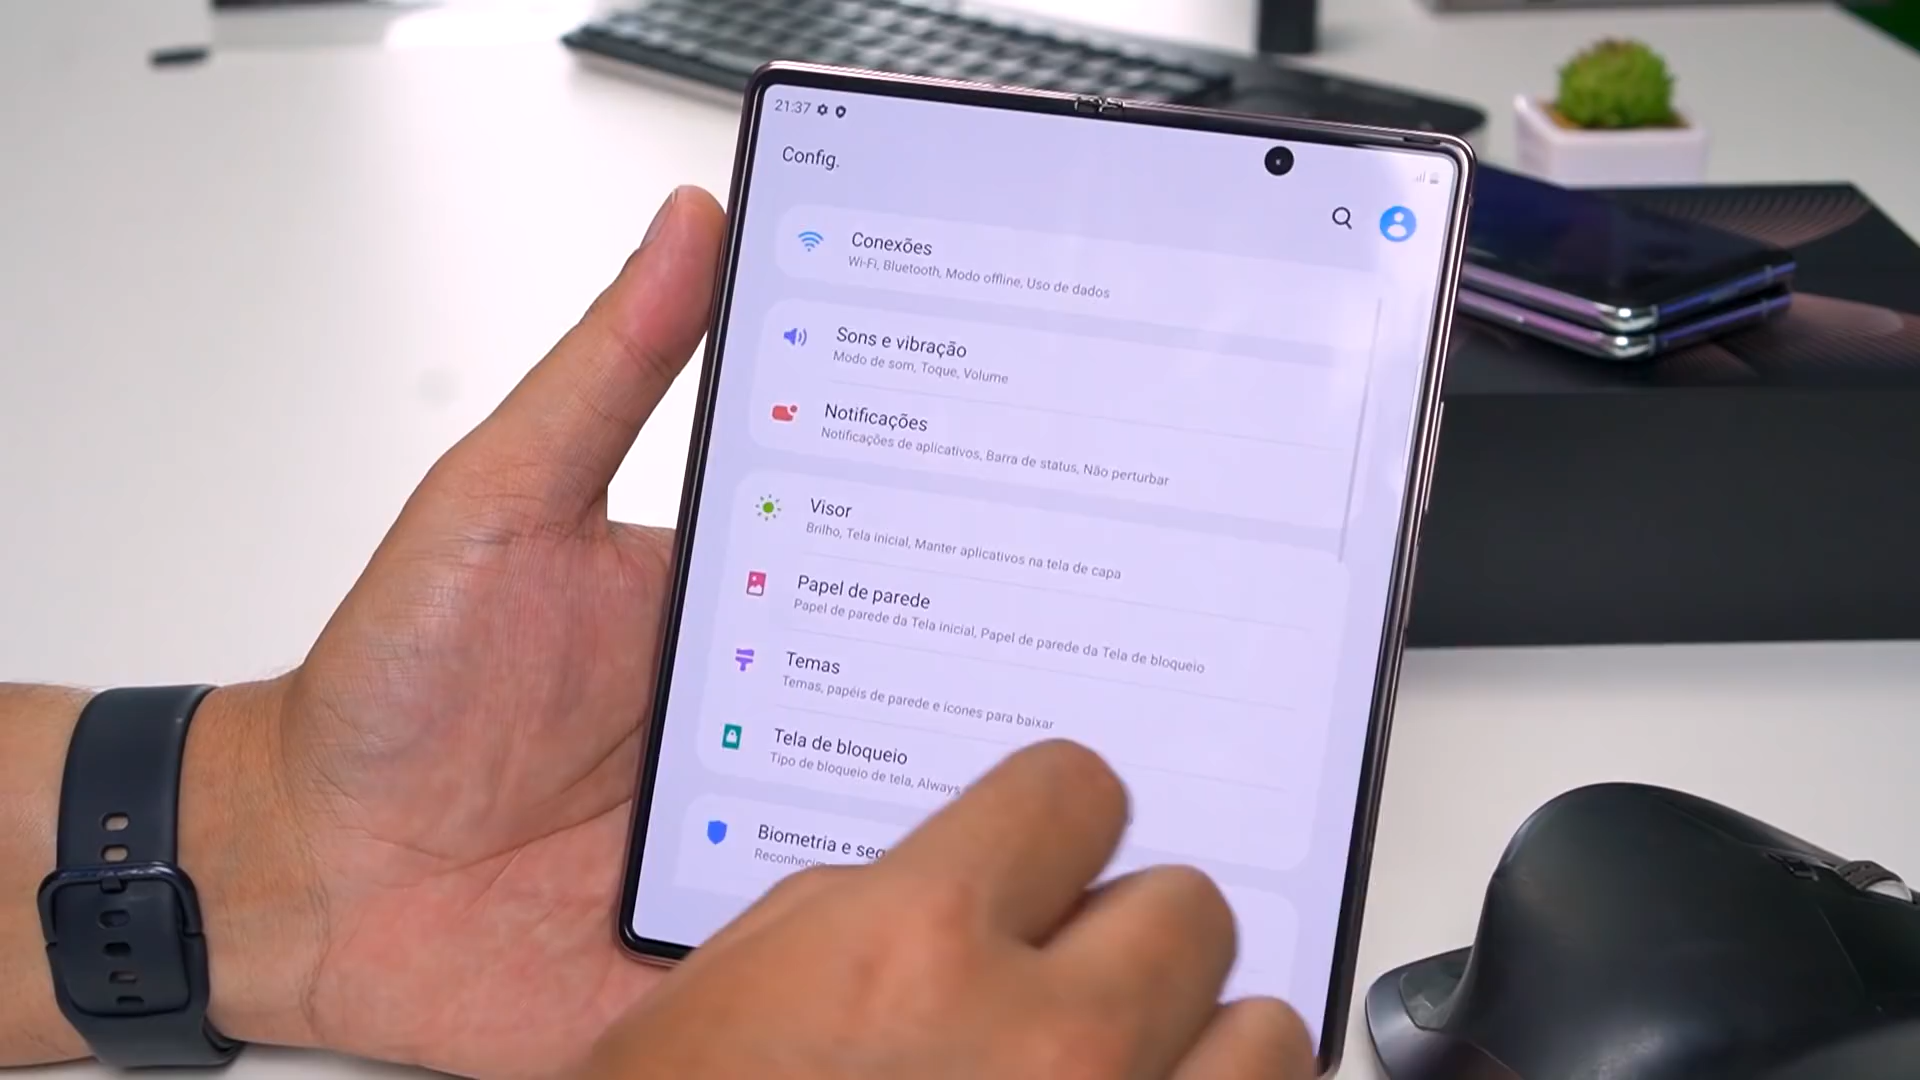 21:37
Config.
Conexões
Wi-Fi, Bluetooth, Modo offline, Uso de dados
Sons e vibração
Modo de som, Toque, Volume
Notificações
Notificações de aplicativos, Barra de status, Não perturbar
Visor
Brilho, Tela inicial, Manter aplicativos na tela de capa
Papel de parede
Papel de parede da Tela inicial, Papel de parede da Tela de bloqueio
Temas
Temas, papéis de parede e ícones para baixar
Tela de bloqueio
Tipo de bloqueio de tela, Always
Biometria e